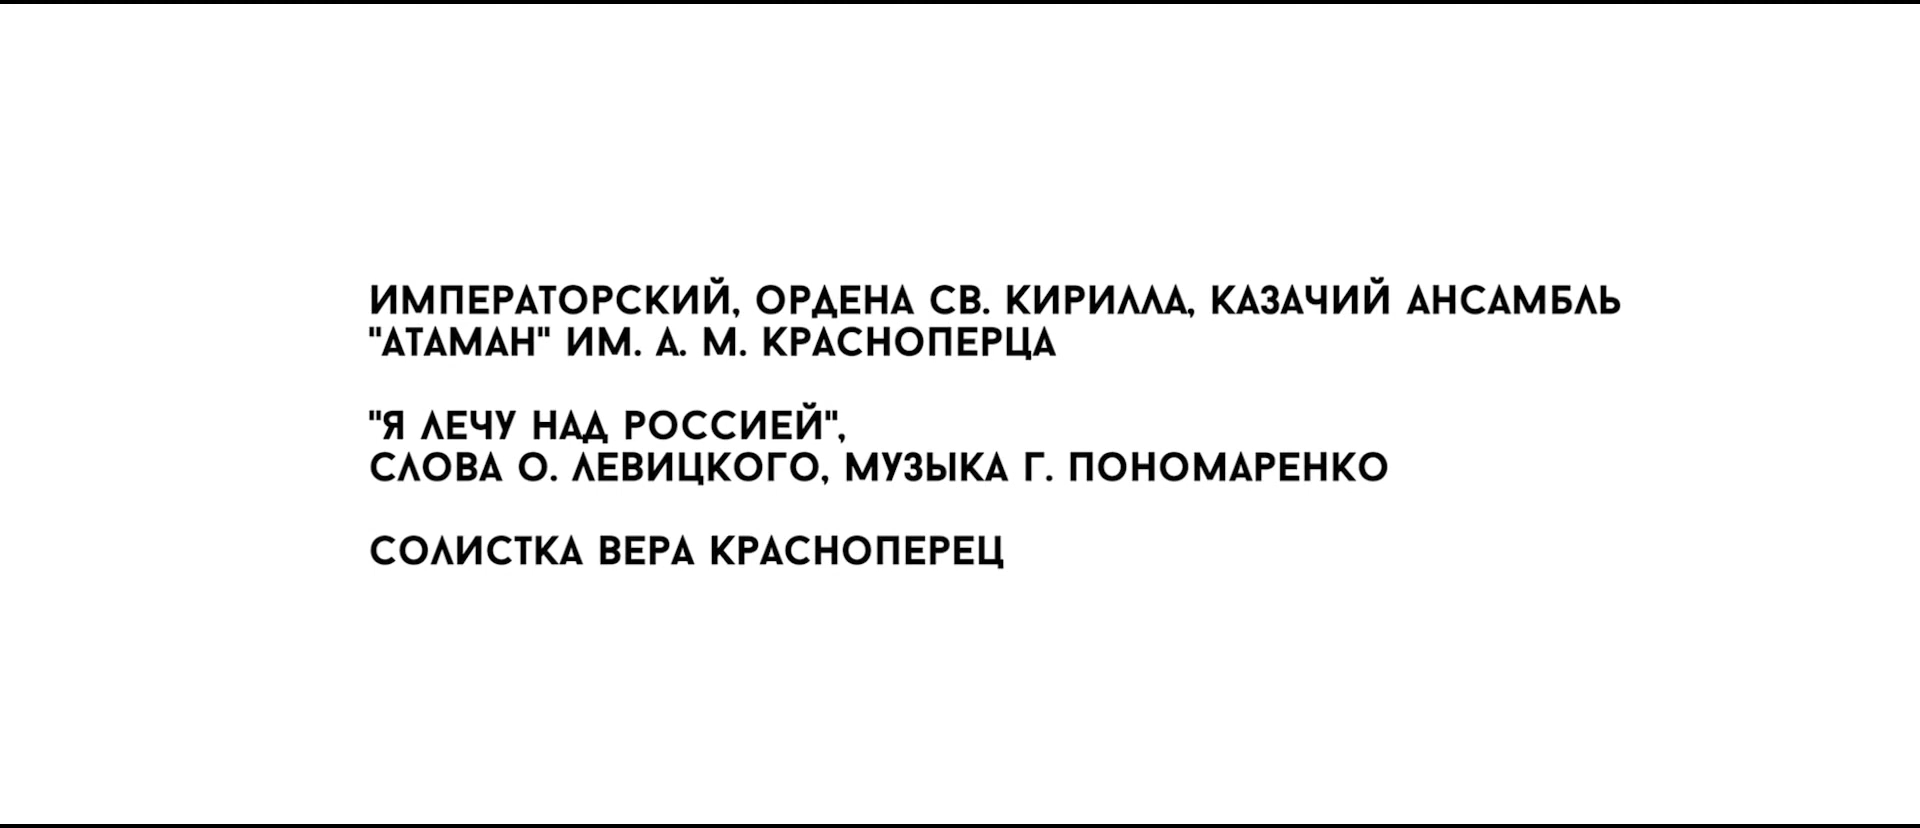 ИМПЕРАТОРСКИЙ, ОРДЕНА СВ. КИРИЛЛА, КАЗАЧИЙ АНСАМБЛЬ
"АТАМАН" ИМ. А. М. КРАСНОПЕРЦА
"Я ЛЕЧУ НАД РОССИЕЙ",
СЛОВА О. ЛЕВИЦКОГО, МУЗЫКА Г. ПОНОМАРЕНКО
СОЛИСТКА ВЕРА КРАСНОПЕРЕЦ